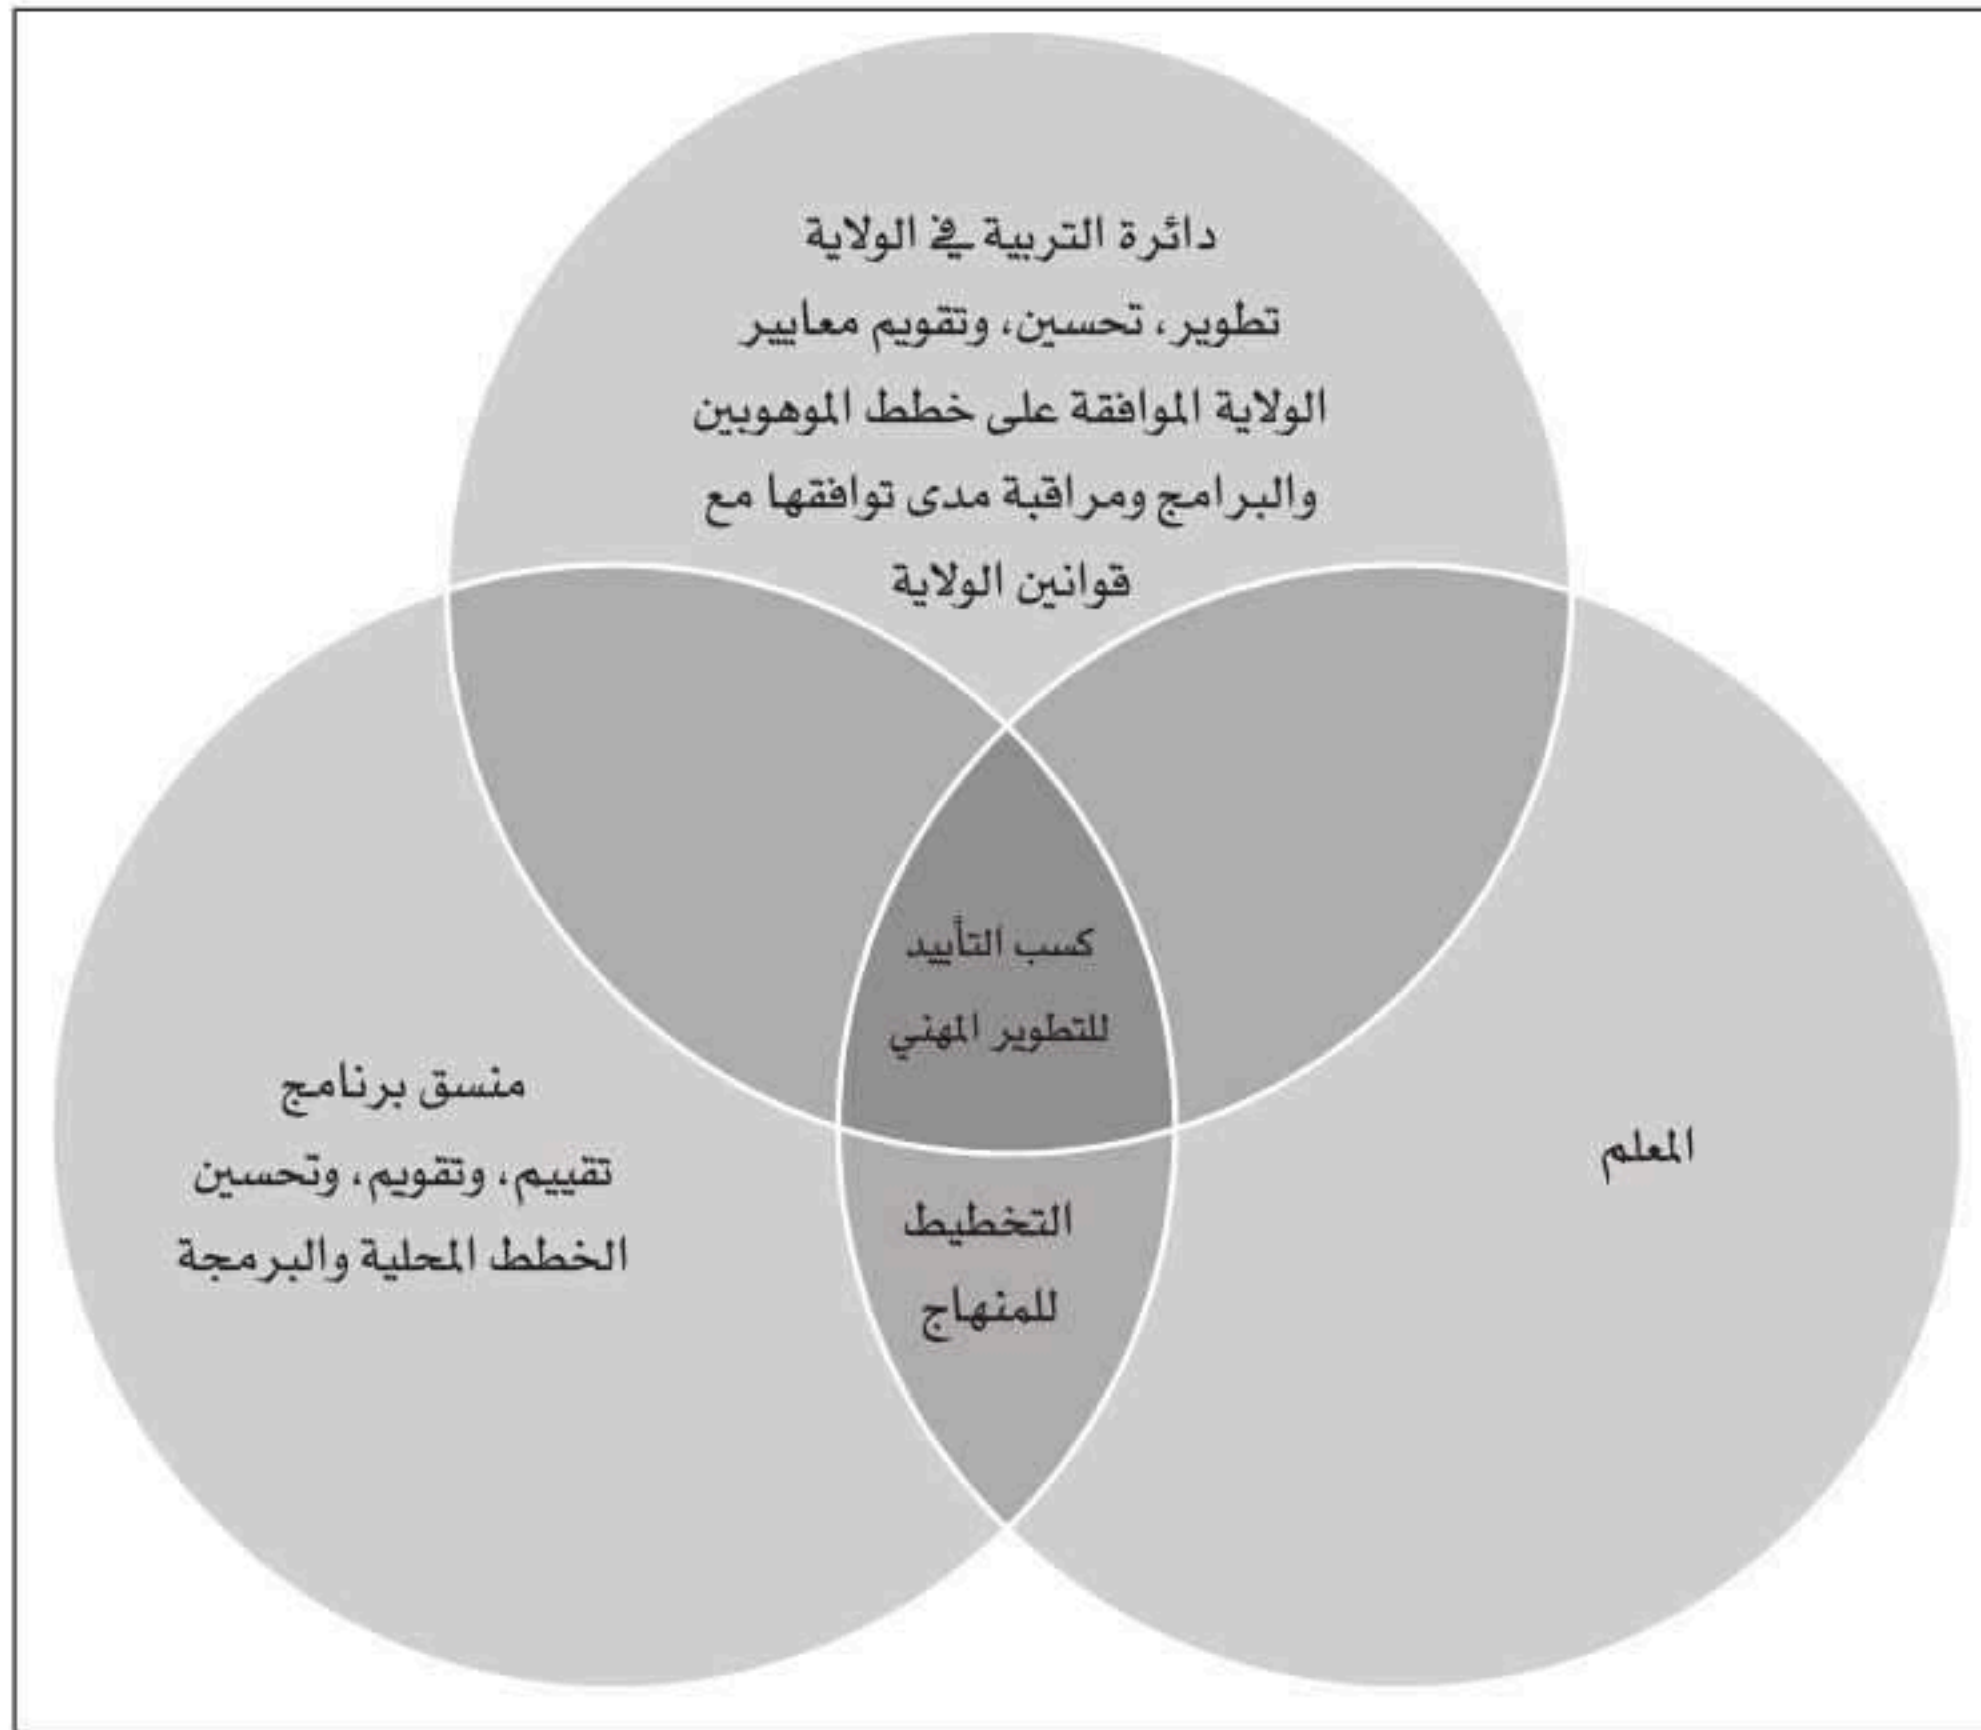 دائرة التربية في الولاية
تطوير، تحسين، وتقويم معايير
الولاية الموافقة على خطط الموهوبين
والبرامج ومراقبة مدى توافقها مع
قوانين الولاية
كسب التأييد
للتطوير المهني
منسق برنامج
تقييم، وتقويم، وتحسين
الخطط المحلية والبرمجة
المعلم
التخطيط
للمنهاج